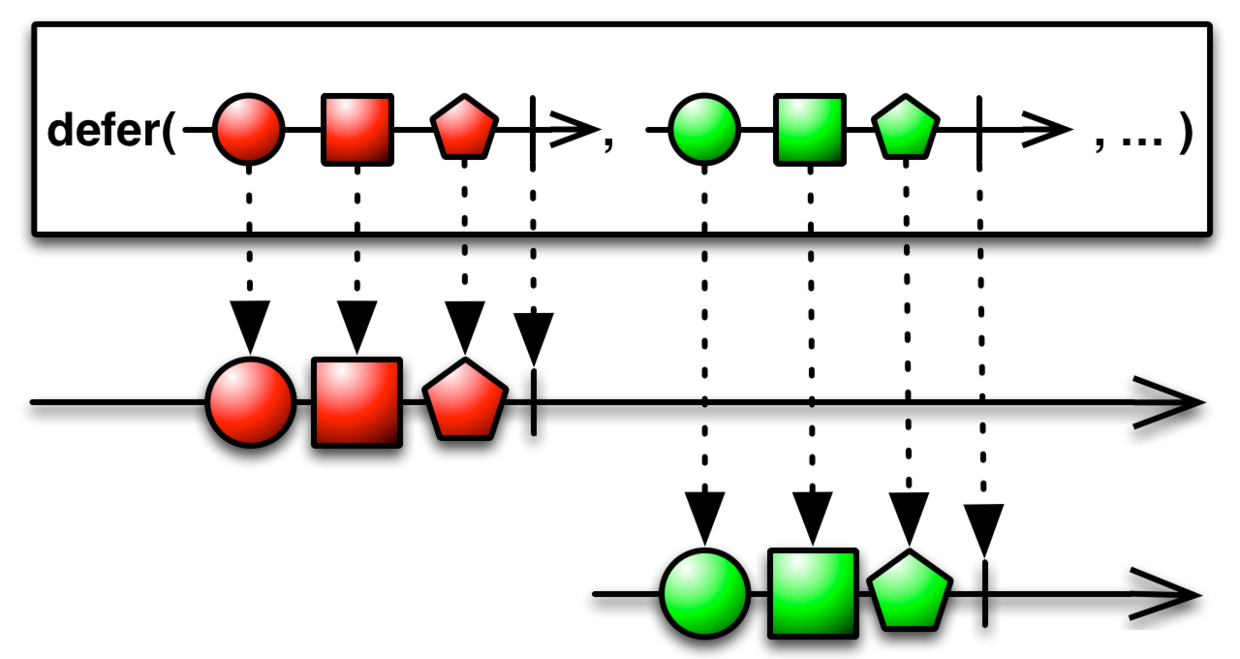 defer( , , ... )